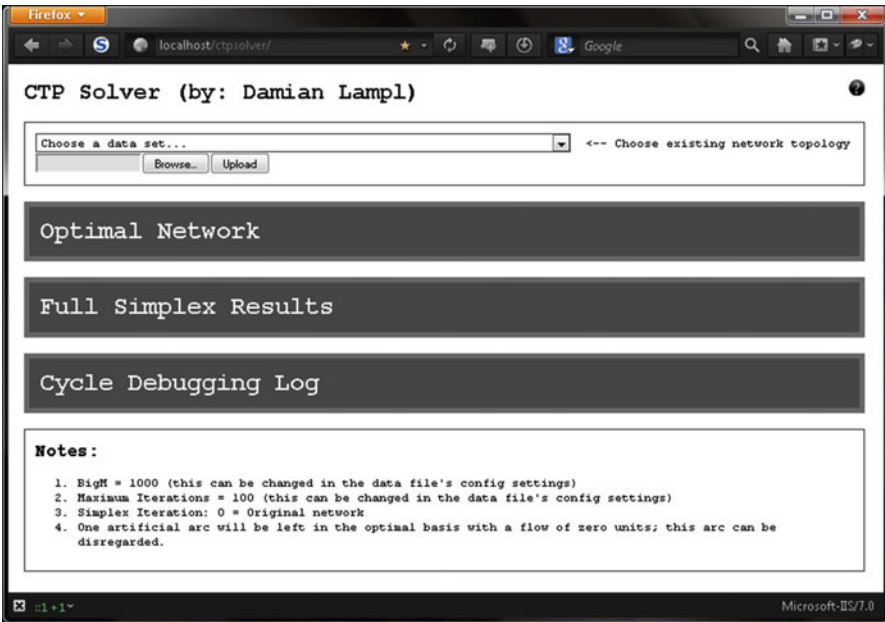 Firefox
localhost/ctpsolver/
Google
CTP Solver (by: Damian Lampl)
?
Choose a data set...
<-- Choose existing network topology
Browse...
Upload
Optimal Network
Full Simplex Results
Cycle Debugging Log
Notes:
1. BigM = 1000 (this can be changed in the data file's config settings)
2. Maximum Iterations = 100 (this can be changed in the data file's config settings)
3. Simplex Iteration: 0 = Original network
4. One artificial arc will be left in the optimal basis with a flow of zero units; this arc can be
disregarded.
::1 +1
Microsoft-IIS/7.0